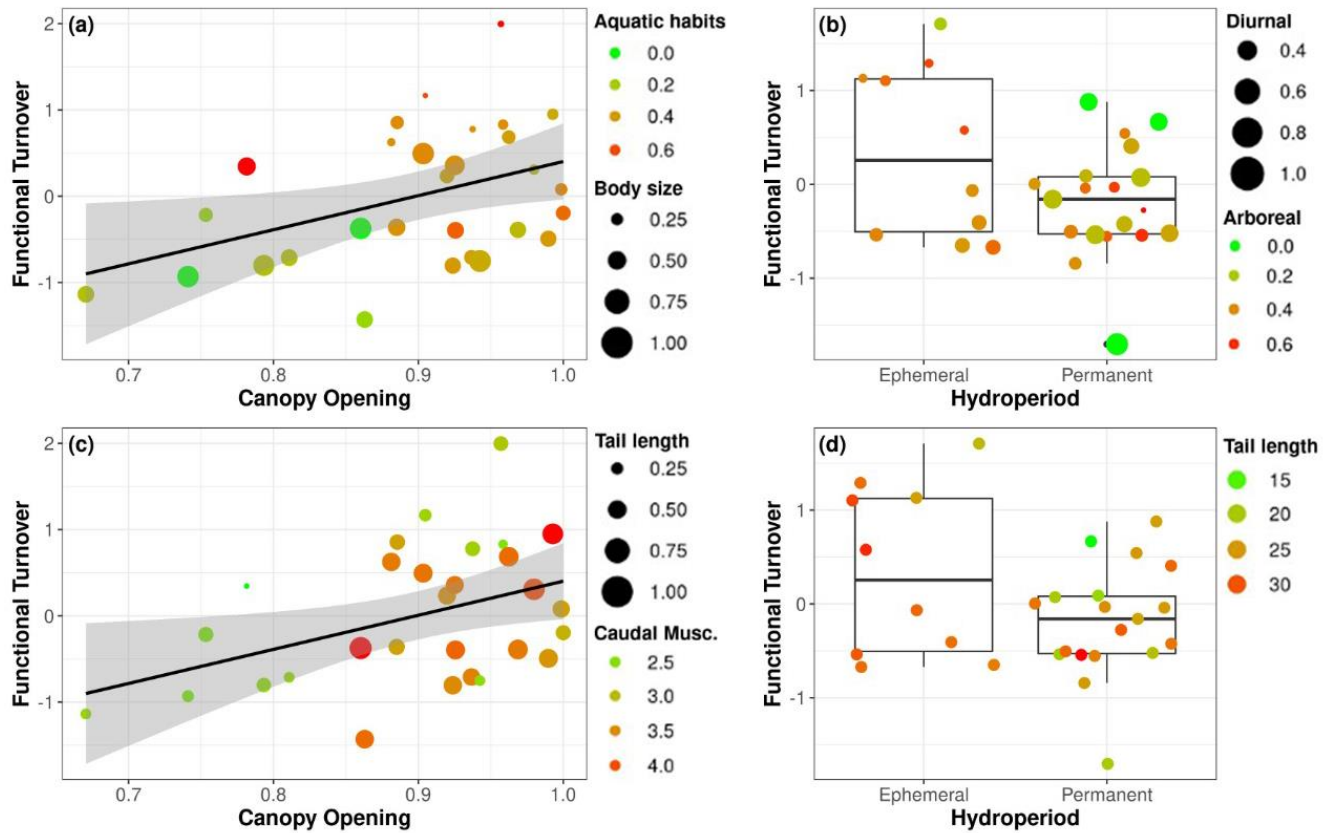 (a)
2
1
0
-1
Functional Turnover
0.7 0.8 0.9 1.0
Canopy Opening
Aquatic habits
0.0
0.2
0.4
0.6
Body size
0.25
0.50
0.75
1.00
(b)
1
0
-1
Functional Turnover
Ephemeral Permanent
Hydroperiod
Diurnal
0.4
0.6
0.8
1.0
Arboreal
0.0
0.2
0.4
0.6
(c)
2
1
0
-1
Functional Turnover
0.7 0.8 0.9 1.0
Canopy Opening
Tail length
0.25
0.50
0.75
1.00
Caudal Musc.
2.5
3.0
3.5
4.0
(d)
1
0
-1
Functional Turnover
Ephemeral Permanent
Hydroperiod
Tail length
15
20
25
30